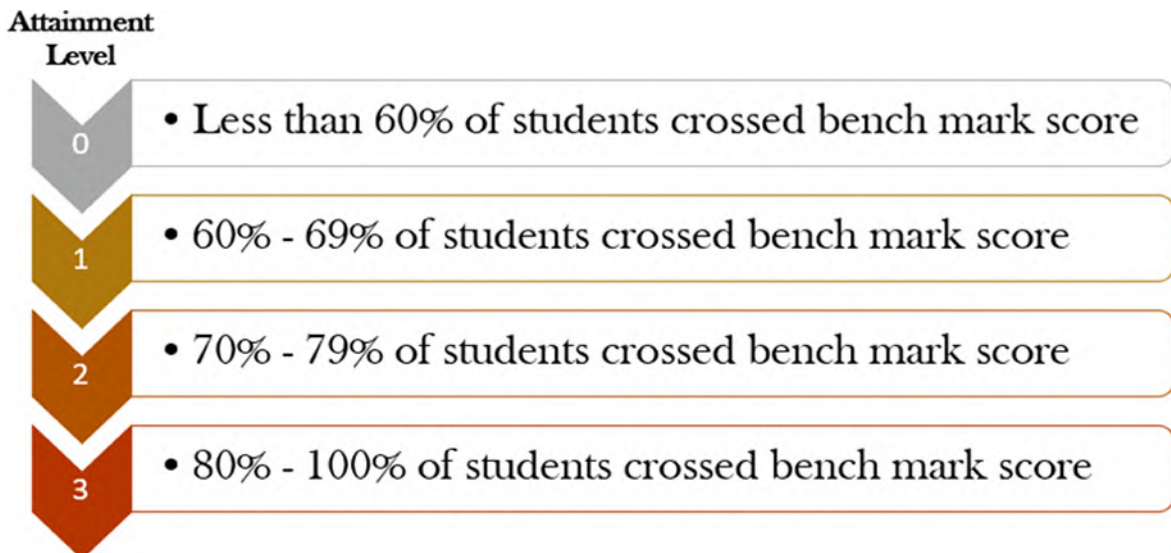 Attainment
Level
0
• Less than 60% of students crossed bench mark score
1
• 60% - 69% of students crossed bench mark score
2
• 70% - 79% of students crossed bench mark score
3
• 80% - 100% of students crossed bench mark score